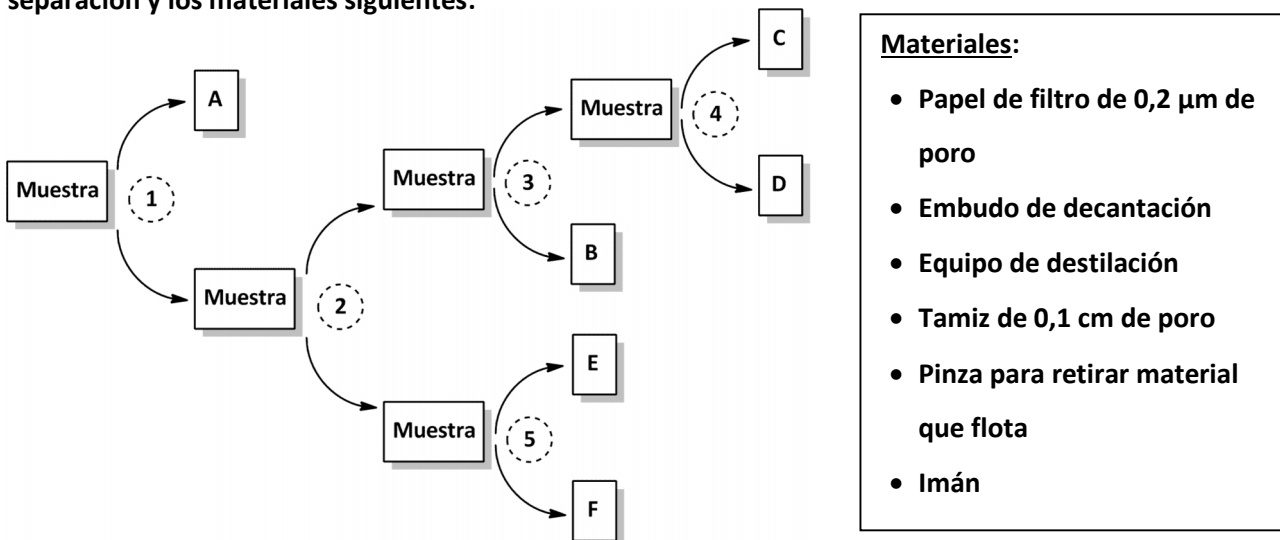 separación y los materiales siguientes:
Muestra
1
A
Muestra
2
Muestra
3
Muestra
4
C
D
B
Muestra
5
E
F
Materiales:
• Papel de filtro de 0,2 µm de
poro
• Embudo de decantación
• Equipo de destilación
• Tamiz de 0,1 cm de poro
• Pinza para retirar material
que flota
• Imán